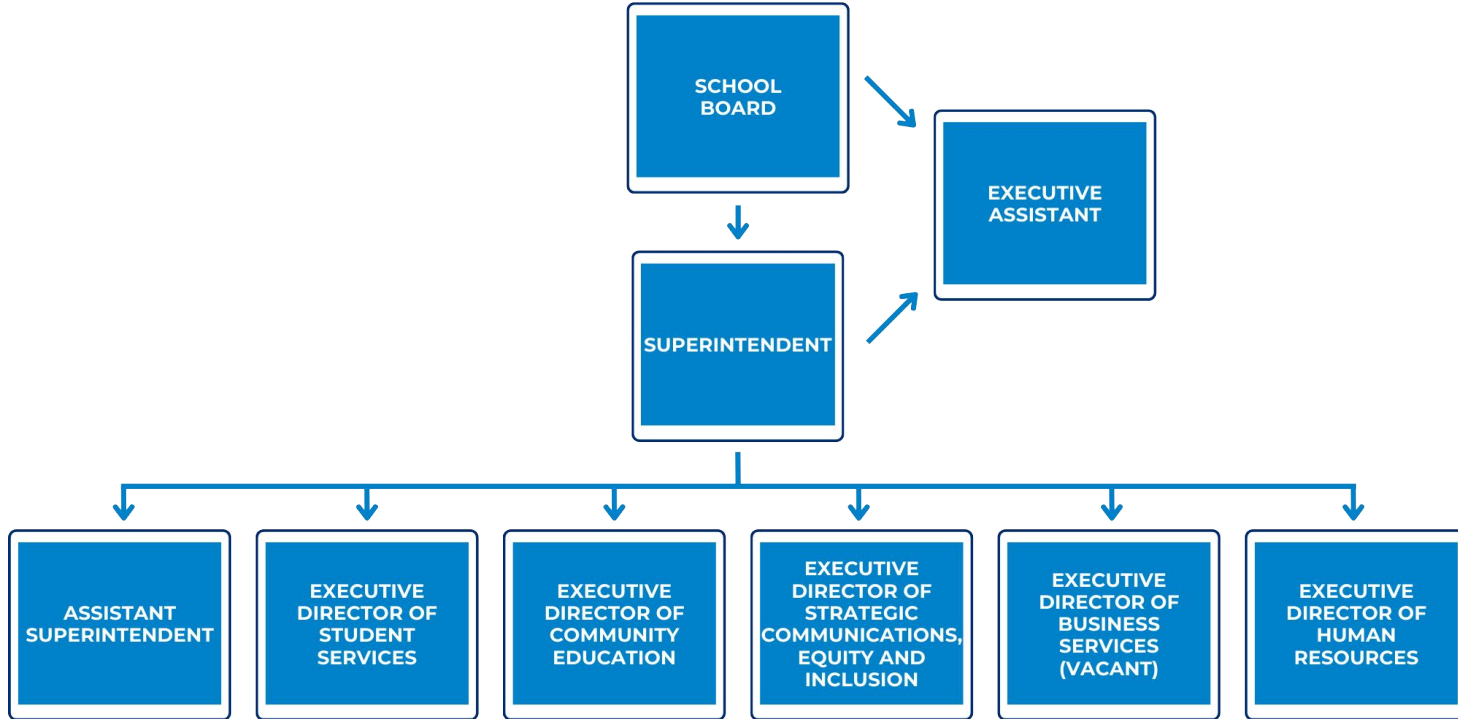 SCHOOL
BOARD
EXECUTIVE
ASSISTANT
SUPERINTENDENT
ASSISTANT
SUPERINTENDENT
EXECUTIVE
DIRECTOR OF
STUDENT
SERVICES
EXECUTIVE
DIRECTOR OF
COMMUNITY
EDUCATION
EXECUTIVE
DIRECTOR OF
STRATEGIC
COMMUNICATIONS,
EQUITY AND
INCLUSION
EXECUTIVE
DIRECTOR OF
BUSINESS
SERVICES
(VACANT)
EXECUTIVE
DIRECTOR OF
HUMAN
RESOURCES